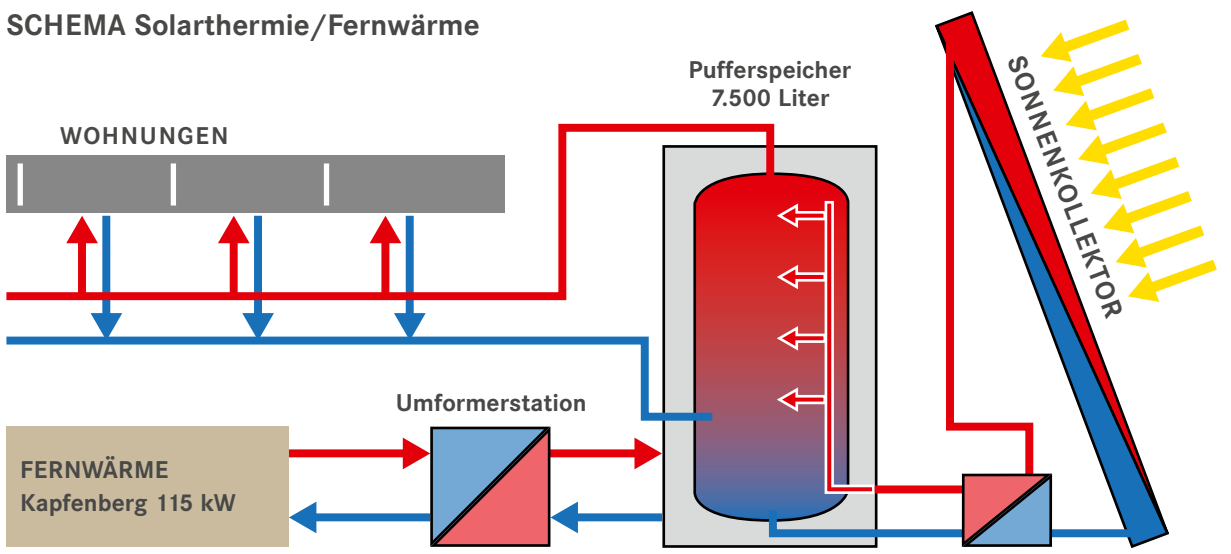 SCHEMA Solarthermie/Fernwärme
Pufferspeicher
7.500 Liter
WOHNUNGEN
SONNENKOLLEKTOR
Umformerstation
FERNWÄRME
Kapfenberg 115 kW